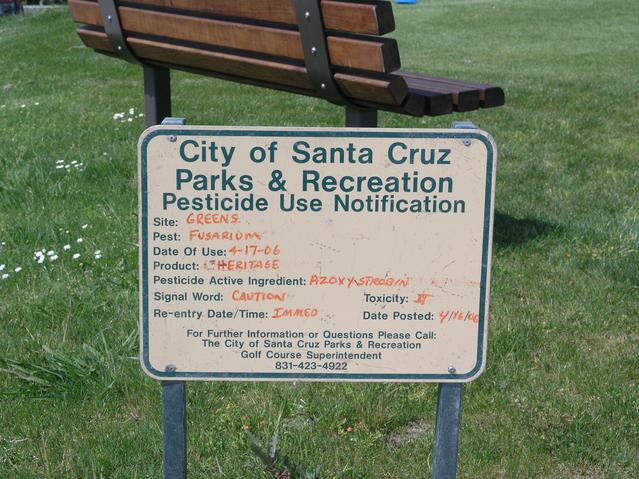 City of Santa Cruz
Parks & Recreation
Pesticide Use Notification
Site: GREENS
Pest: FUSARIUM
Date Of Use: 4-17-06
Product: HERITAGE
Pesticide Active Ingredient: AZOXYSTROBIN
Signal Word: CAUTION Toxicity:
Re-entry Date/Time: IMMED Date Posted: 4/16/06
For Further Information or Questions Please Call:
The City of Santa Cruz Parks & Recreation
Golf Course Superintendent
831-423-4922